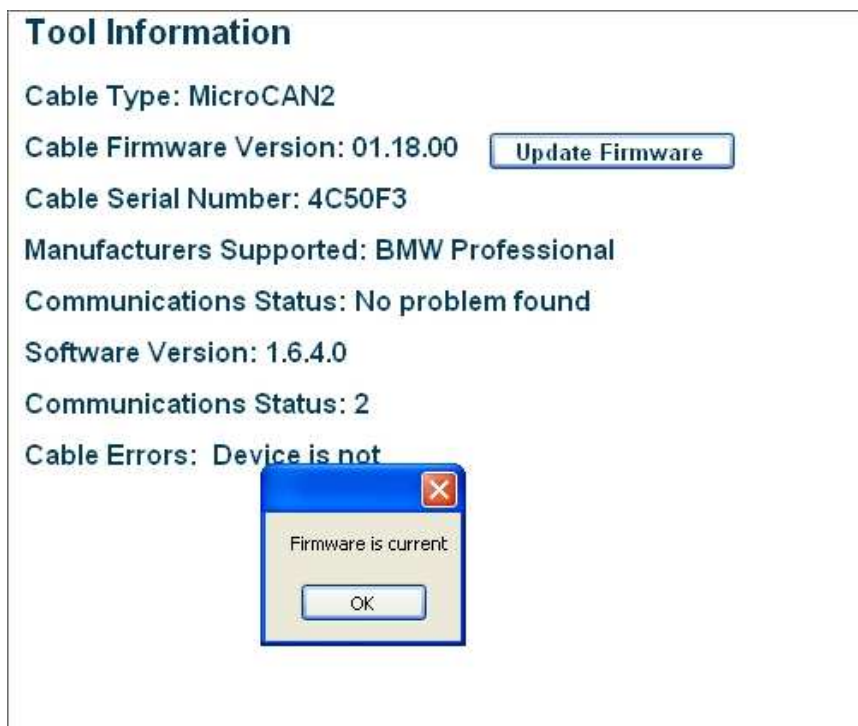 Tool Information
Cable Type: MicroCAN2
Cable Firmware Version: 01.18.00 Update Firmware
Cable Serial Number: 4C50F3
Manufacturers Supported: BMW Professional
Communications Status: No problem found
Software Version: 1.6.4.0
Communications Status: 2
Cable Errors: Device is not
Firmware is current
OK